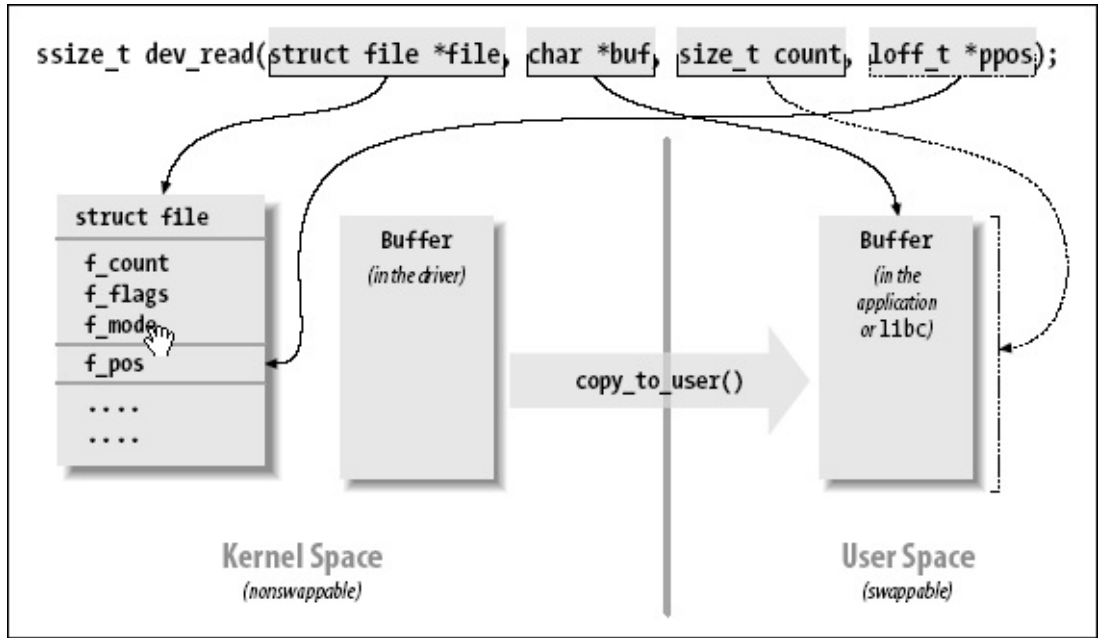 ssize_t dev_read(struct file *file, char *buf, size_t count, loff_t *ppos);
struct file
f_count
f_flags
f_mode
f_pos
....
....
Buffer
(in the driver)
copy_to_user()
Buffer
(in the
application
or libc)
Kernel Space
(nonswappable)
User Space
(swappable)